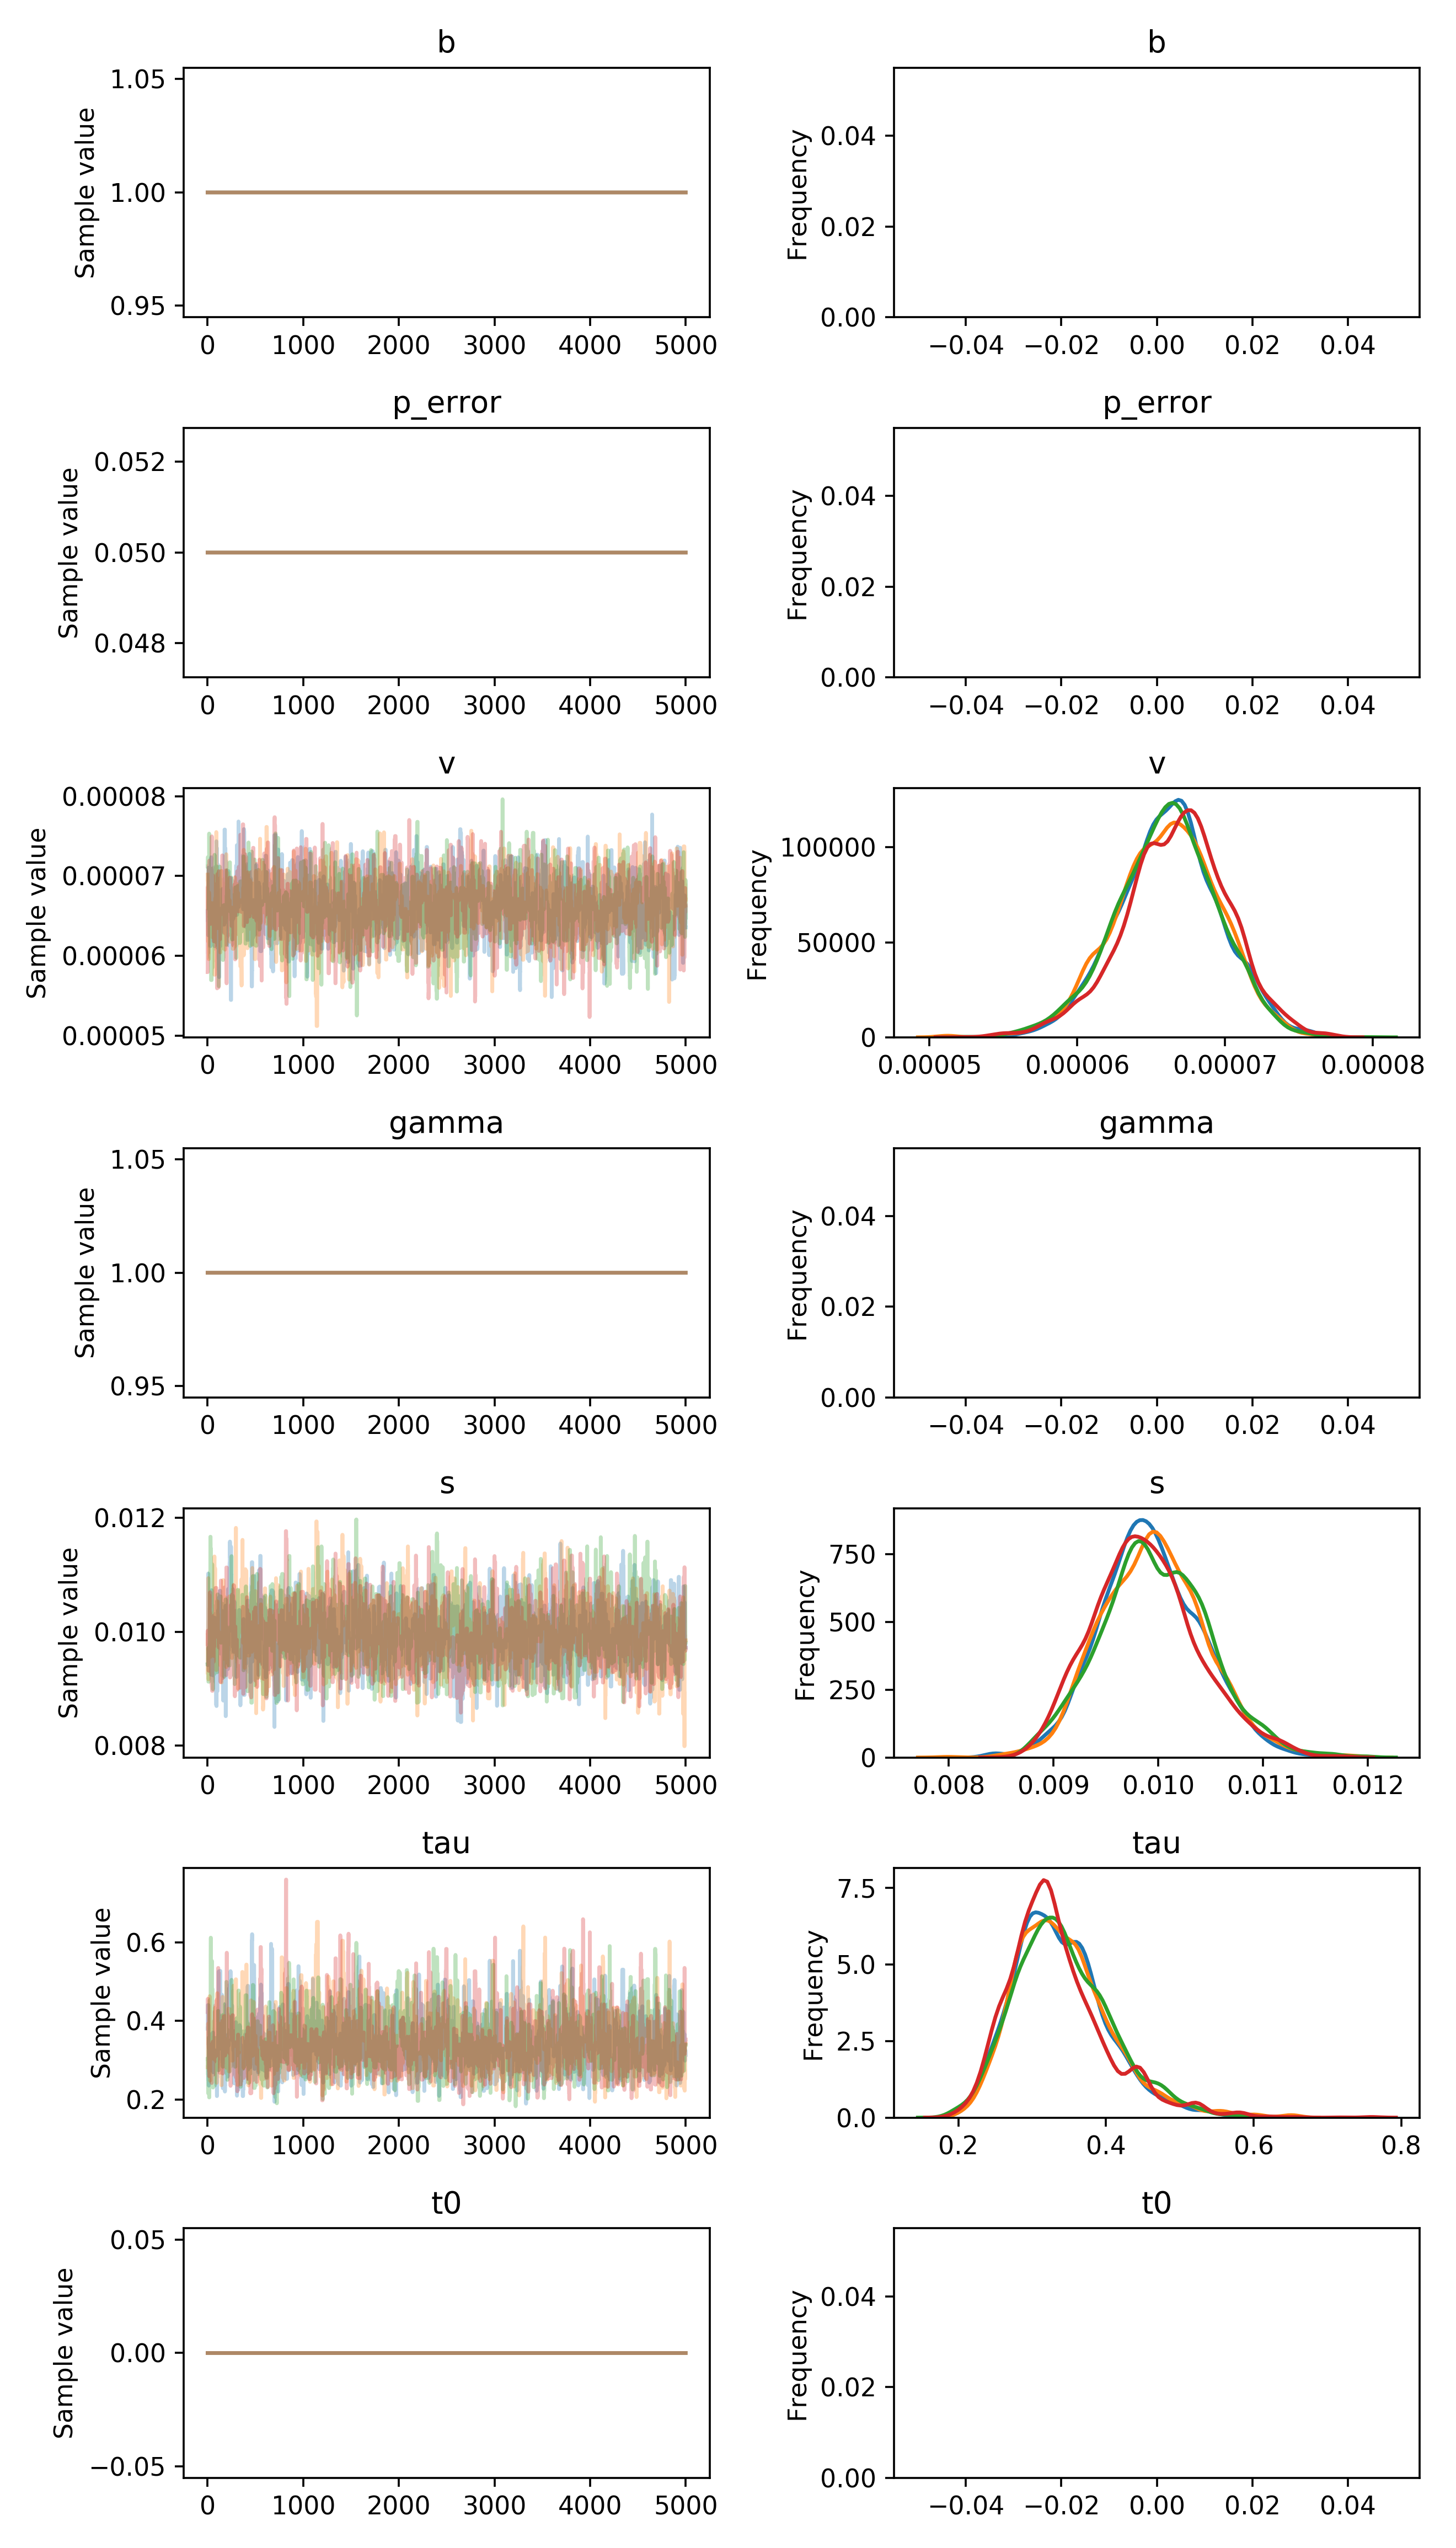 b
b
1.05
1.00
0.95
Sample value
0 1000 2000 3000 4000 5000
0.04
0.02
0.00
Frequency
−0.04 −0.02 0.00 0.02 0.04
p_error
p_error
0.052
0.050
0.048
Sample value
0 1000 2000 3000 4000 5000
0.04
0.02
0.00
Frequency
−0.04 −0.02 0.00 0.02 0.04
v
v
0.00008
0.00007
0.00006
0.00005
Sample value
0 1000 2000 3000 4000 5000
100000
50000
0
Frequency
0.00005 0.00006 0.00007 0.00008
gamma
gamma
1.05
1.00
0.95
Sample value
0 1000 2000 3000 4000 5000
0.04
0.02
0.00
Frequency
−0.04 −0.02 0.00 0.02 0.04
s
s
0.012
0.010
0.008
Sample value
0 1000 2000 3000 4000 5000
750
500
250
0
Frequency
0.008 0.009 0.010 0.011 0.012
tau
tau
0.6
0.4
0.2
Sample value
0 1000 2000 3000 4000 5000
7.5
5.0
2.5
0.0
Frequency
0.2 0.4 0.6 0.8
t0
t0
0.05
0.00
−0.05
Sample value
0 1000 2000 3000 4000 5000
0.04
0.02
0.00
Frequency
−0.04 −0.02 0.00 0.02 0.04